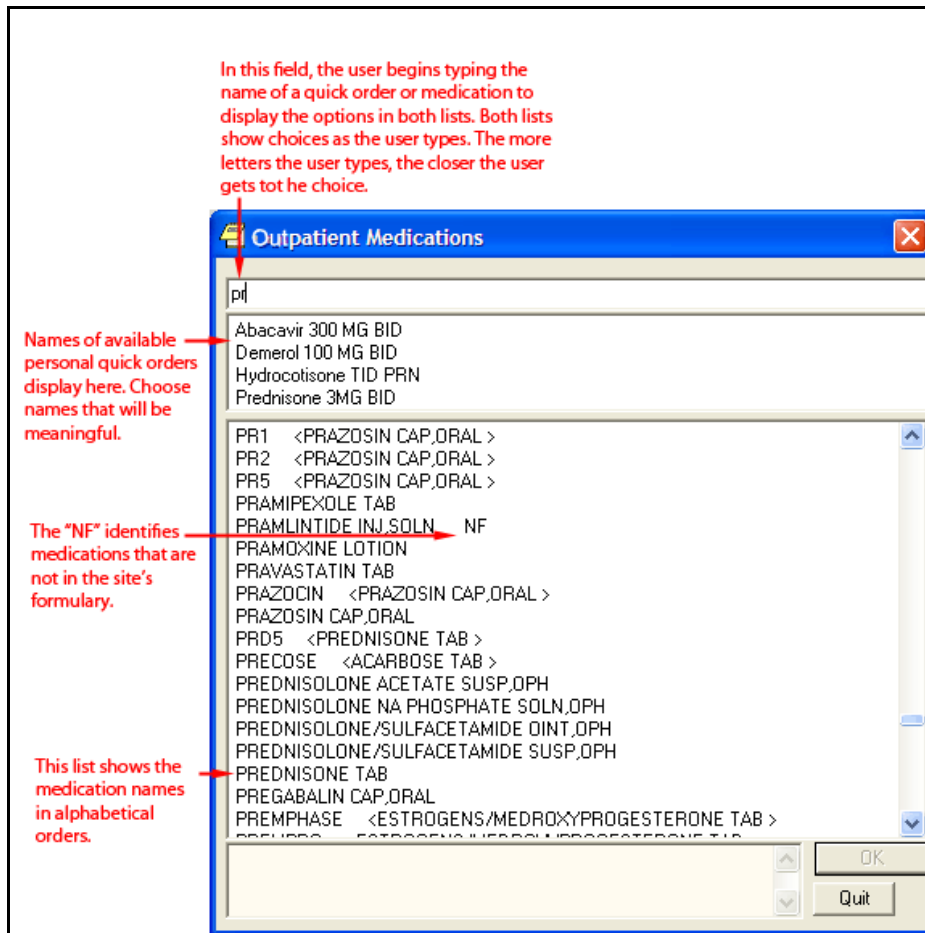 In this field, the user begins typing the
name of a quick order or medication to
display the options in both lists. Both lists
show choices as the user types. The more
letters the user types, the closer the user
gets tot he choice.
Outpatient Medications
pr
Names of available
personal quick orders
display here. Choose
names that will be
meaningful.
Abacavir 300 MG BID
Demerol 100 MG BID
Hydrocotisone TID PRN
Prednisone 3MG BID
The "NF" identifies
medications that are
not in the site's
formulary.
This list shows the
medication names
in alphabetical
orders.
PR1 <PRAZOSIN CAP,ORAL >
PR2 <PRAZOSIN CAP,ORAL >
PR5 <PRAZOSIN CAP,ORAL >
PRAMIPEXOLE TAB
PRAMLINTIDE INJ,SOLN NF
PRAMOXINE LOTION
PRAVASTATIN TAB
PRAZOCIN <PRAZOSIN CAP,ORAL >
PRAZOSIN CAP,ORAL
PRD5 <PREDNISONE TAB >
PRECOSE <ACARBOSE TAB >
PREDNISOLONE ACETATE SUSP,OPH
PREDNISOLONE NA PHOSPHATE SOLN,OPH
PREDNISOLONE/SULFACETAMIDE OINT,OPH
PREDNISOLONE/SULFACETAMIDE SUSP,OPH
PREDNISONE TAB
PREGABALIN CAP,ORAL
PREMPHASE <ESTROGENS/MEDROXYPROGESTERONE TAB >
OK
Quit